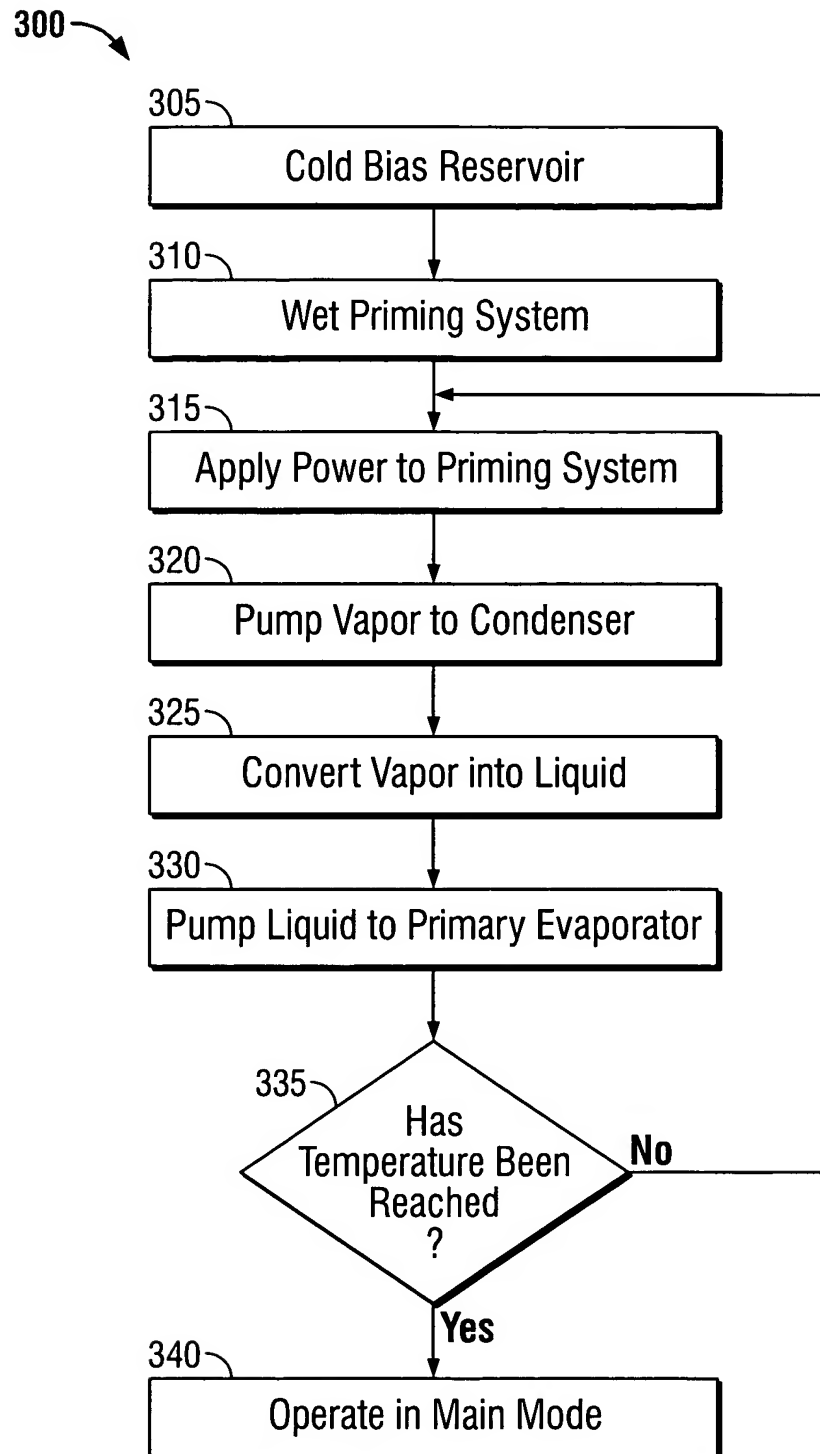 300
305
Cold Bias Reservoir
310
Wet Priming System
315
Apply Power to Priming System
320
Pump Vapor to Condenser
325
Convert Vapor into Liquid
330
Pump Liquid to Primary Evaporator
335
Has
Temperature Been
Reached
?
No
Yes
340
Operate in Main Mode